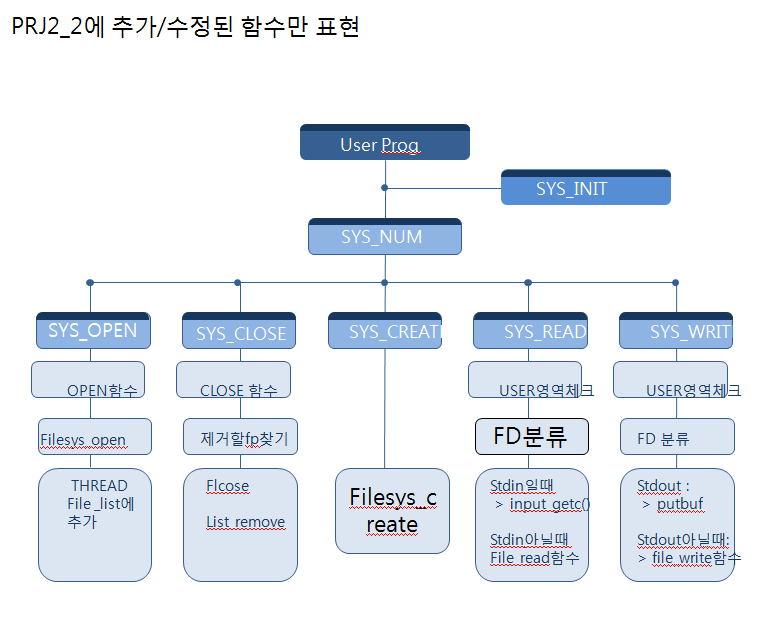 PRJ2_2에 추가/수정된 함수만 표현
User Prog
SYS_INIT
SYS_NUM
SYS_OPEN
SYS_CLOSE
SYS_CREAT
SYS_READ
SYS_WRIT
OPEN함수
CLOSE 함수
USER영역체크
USER영역체크
Filesys_open
제거할fp찾기
FD분류
FD 분류
THREAD
File _list에
추가
Flcose
List remove
Filesys_c
reate
Stdin일때
> input_getc()
Stdin아닐때
File_read함수
Stdout :
> putbuf
Stdout아닐때:
> file_write함수